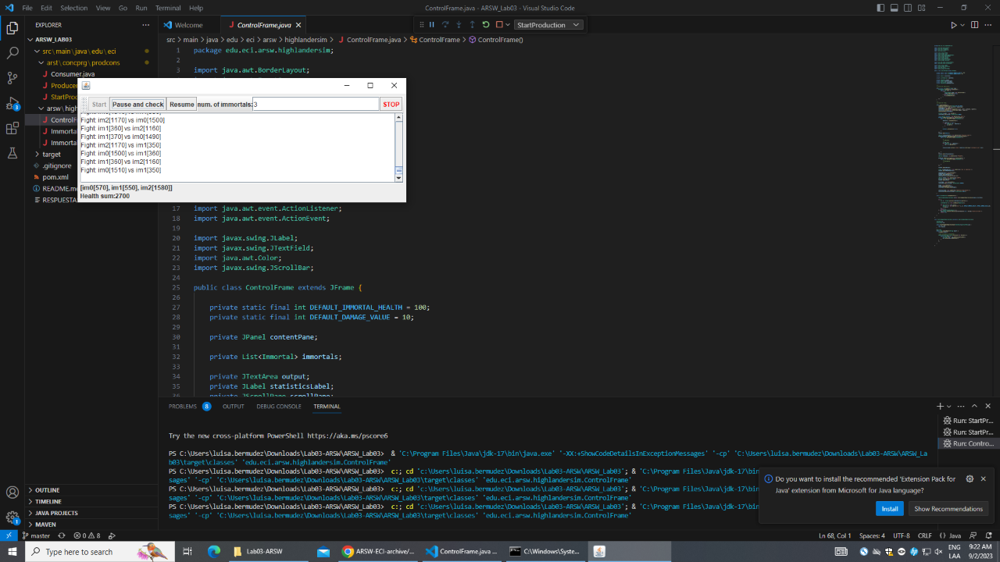 File Edit Selection View Go Run Terminal Help
ControlFrame.java - ARSW_Lab03 - Visual Studio Code
EXPLORER
ARSW_LAB03
src\main\java\edu\eci
arst\concprg\prodcons
Consumer.java
Producer
StartPro
arsw\high
ControlF
Immorta
Immorta
target
.gitignore
pom.xml
README.m
RESPUESTA
OUTLINE
TIMELINE
JAVA PROJECTS
MAVEN
Welcome
ControlFrame.java
StartProduction
src > main > java > edu > eci > arsw > highlandersim > ControlFrame.java > ControlFrame > ControlFrame()
1 package edu.eci.arsw.highlandersim;
2
3 import java.awt.BorderLayout;
Start Pause and check Resume num. of immortals: 3 STOP
Fight: im2[1170] vs im0[1500]
Fight: im1[360] vs im2[1160]
Fight: im1[370] vs im0[1490]
Fight: im2[1170] vs im1[350]
Fight: im0[1500] vs im1[360]
Fight: im1[360] vs im2[1160]
Fight: im0[1510] vs im1[350]
[im0[570], im1[550], im2[1580]]
Health sum:2700
17 import java.awt.event.ActionListener;
18 import java.awt.event.ActionEvent;
19
20 import javax.swing.JLabel;
21 import javax.swing.JTextField;
22 import java.awt.Color;
23 import javax.swing.JScrollBar;
24
25 public class ControlFrame extends JFrame {
26
27 private static final int DEFAULT_IMMORTAL_HEALTH = 100;
28 private static final int DEFAULT_DAMAGE_VALUE = 10;
29
30 private JPanel contentPane;
31
32 private List<Immortal> immortals;
33
34 private JTextArea output;
35 private JLabel statisticsLabel;
36 private JScrollPane scrollPane;
PROBLEMS 8 OUTPUT DEBUG CONSOLE TERMINAL
Try the new cross-platform PowerShell https://aka.ms/pscore6
PS C:\Users\luisa.bermudez\Downloads\Lab03-ARSW\ARSW_Lab03> & 'C:\Program Files\Java\jdk-17\bin\java.exe' '-XX:+ShowCodeDetailsInExceptionMessages' '-cp' 'C:\Users\luisa.bermudez\Downloads\Lab03-ARSW\ARSW_La
b03\target\classes' 'edu.eci.arsw.highlandersim.ControlFrame'
PS C:\Users\luisa.bermudez\Downloads\Lab03-ARSW\ARSW_Lab03> c:; cd 'c:\Users\luisa.bermudez\Downloads\Lab03-ARSW\ARSW_Lab03'; & 'C:\Program Files\Java\jdk-17\bin
sages' '-cp' 'C:\Users\luisa.bermudez\Downloads\Lab03-ARSW\ARSW_Lab03\target\classes' 'edu.eci.arsw.highlandersim.ControlFrame'
PS C:\Users\luisa.bermudez\Downloads\Lab03-ARSW\ARSW_Lab03> c:; cd 'c:\Users\luisa.bermudez\Downloads\Lab03-ARSW\ARSW_Lab03'; & 'C:\Program Files\Java\jdk-17\bin
sages' '-cp' 'C:\Users\luisa.bermudez\Downloads\Lab03-ARSW\ARSW_Lab03\target\classes' 'edu.eci.arsw.highlandersim.ControlFrame'
PS C:\Users\luisa.bermudez\Downloads\Lab03-ARSW\ARSW_Lab03> c:; cd 'c:\Users\luisa.bermudez\Downloads\Lab03-ARSW\ARSW_Lab03'; & 'C:\Program Files\Java\jdk-17\bin
sages' '-cp' 'C:\Users\luisa.bermudez\Downloads\Lab03-ARSW\ARSW_Lab03\target\classes' 'edu.eci.arsw.highlandersim.ControlFrame'
Run: StartPr...
Run: StartPr...
Run: Contro...
Do you want to install the recommended 'Extension Pack for
Java' extension from Microsoft for Java language?
Install Show Recommendations
master 0 8
Ln 68, Col 1 Spaces: 4 UTF-8 CRLF {} Java
Type here to search
Lab03-ARSW
ARSW-ECI-archive/...
ControlFrame.java ...
C:\Windows\Syste...
ENG
LAA
9:22 AM
9/2/2023